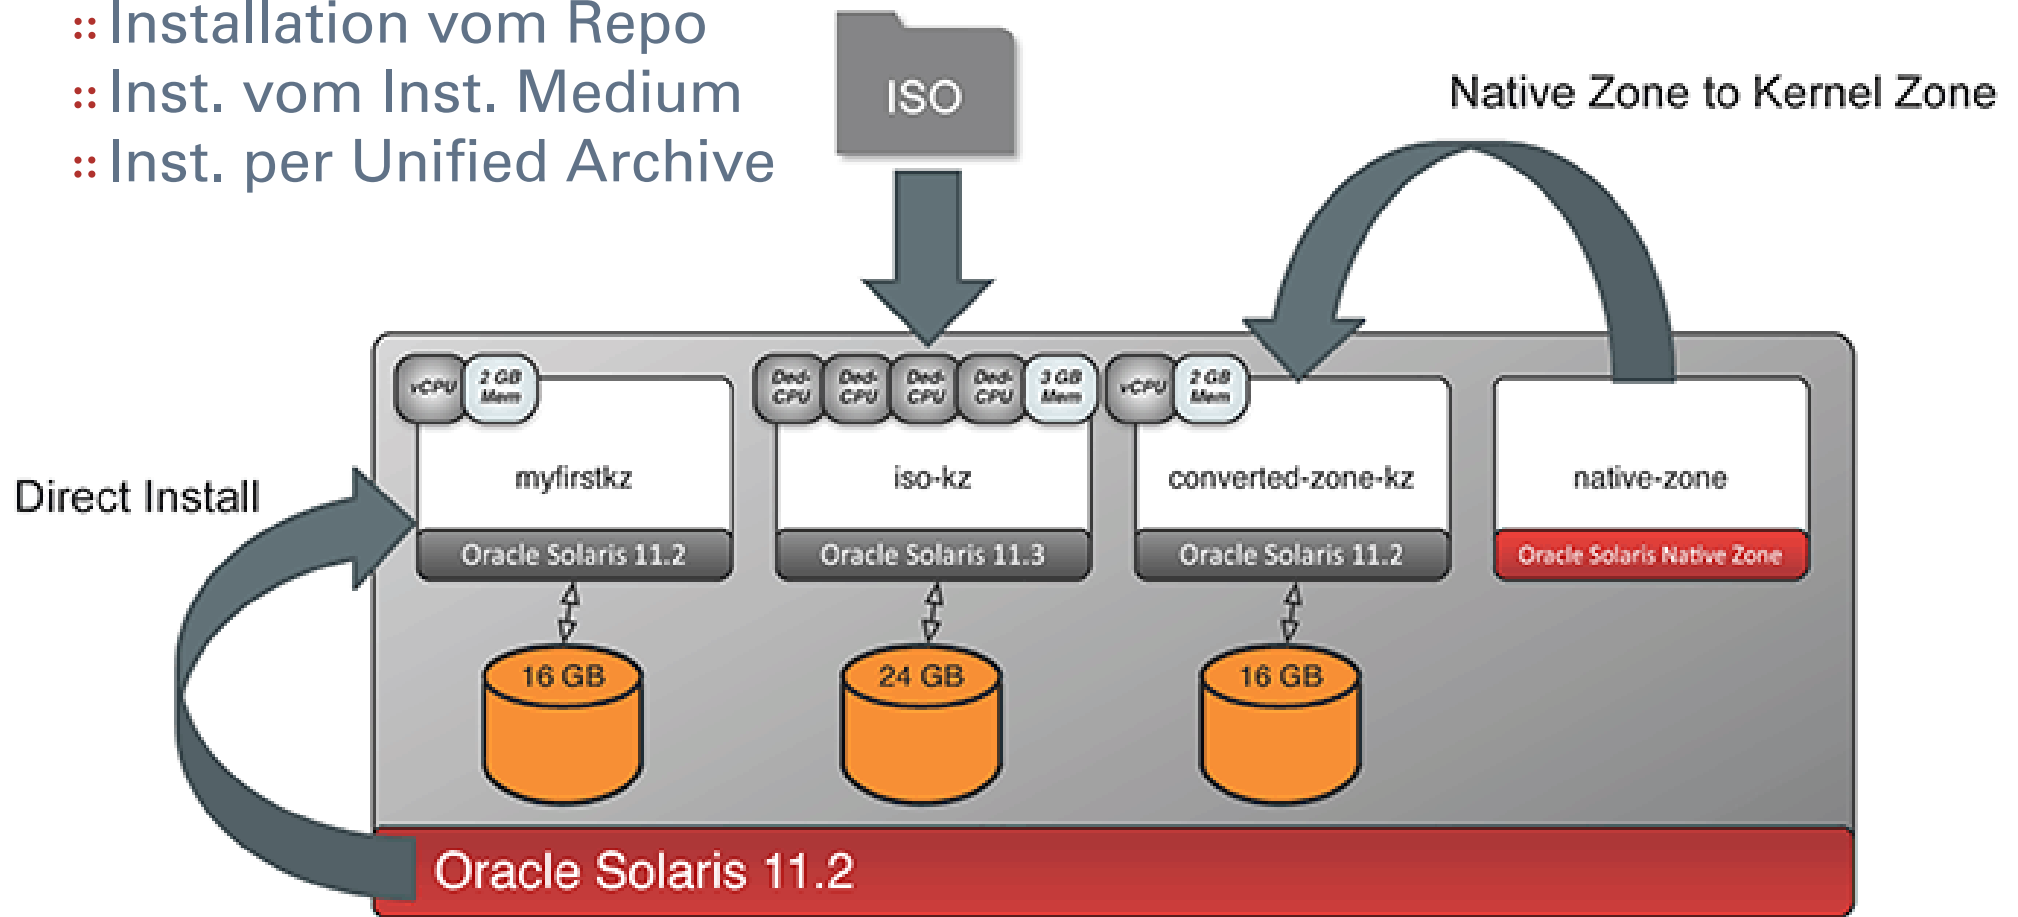 :: Installation vom Repo
:: Inst. vom Inst. Medium
:: Inst. per Unified Archive
ISO
Native Zone to Kernel Zone
Direct Install
vCPU
2 GB Mem
myfirstkz
Oracle Solaris 11.2
16 GB
Ded-CPU
Ded-CPU
Ded-CPU
Ded-CPU
3 GB Mem
iso-kz
Oracle Solaris 11.3
24 GB
vCPU
2 GB Mem
converted-zone-kz
Oracle Solaris 11.2
16 GB
native-zone
Oracle Solaris Native Zone
Oracle Solaris 11.2